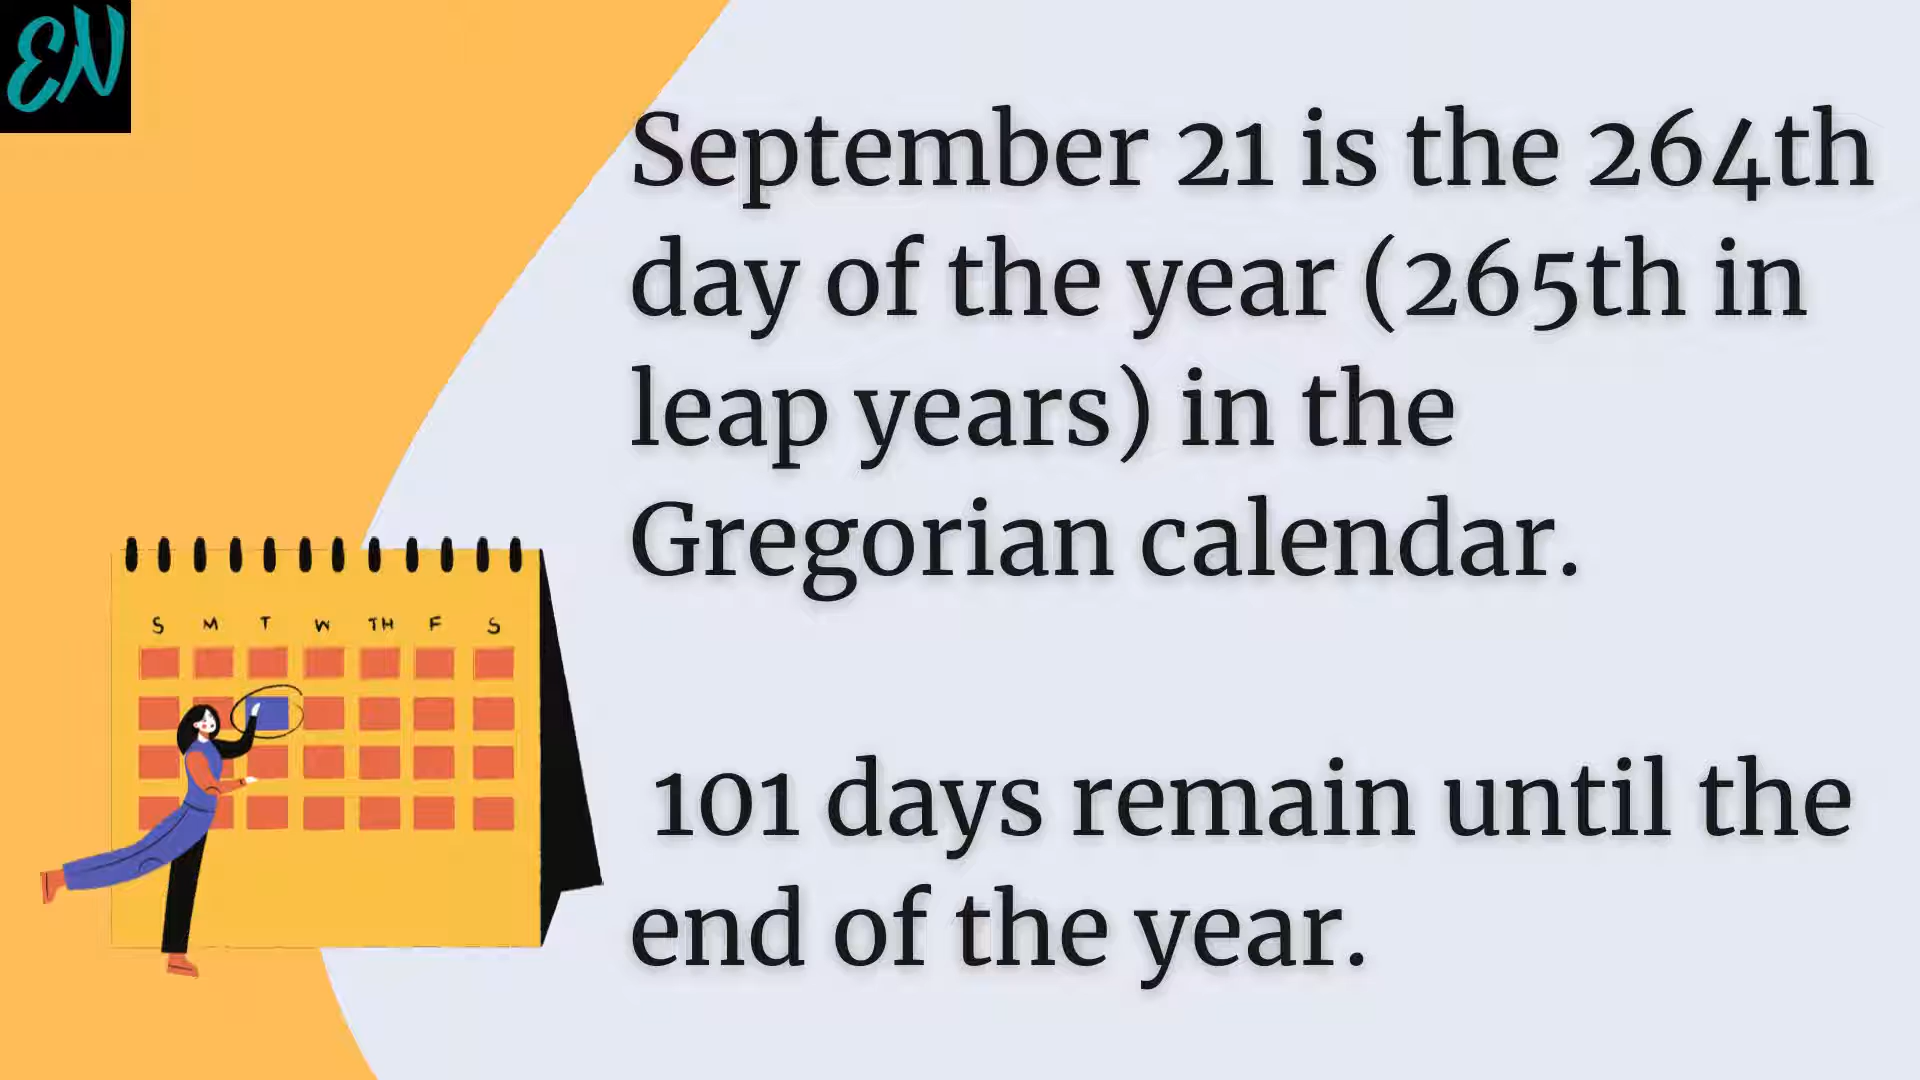 EN
September 21 is the 264th
day of the year (265th in
leap years) in the
Gregorian calendar.
101 days remain until the
end of the year.
S M T W TH F S